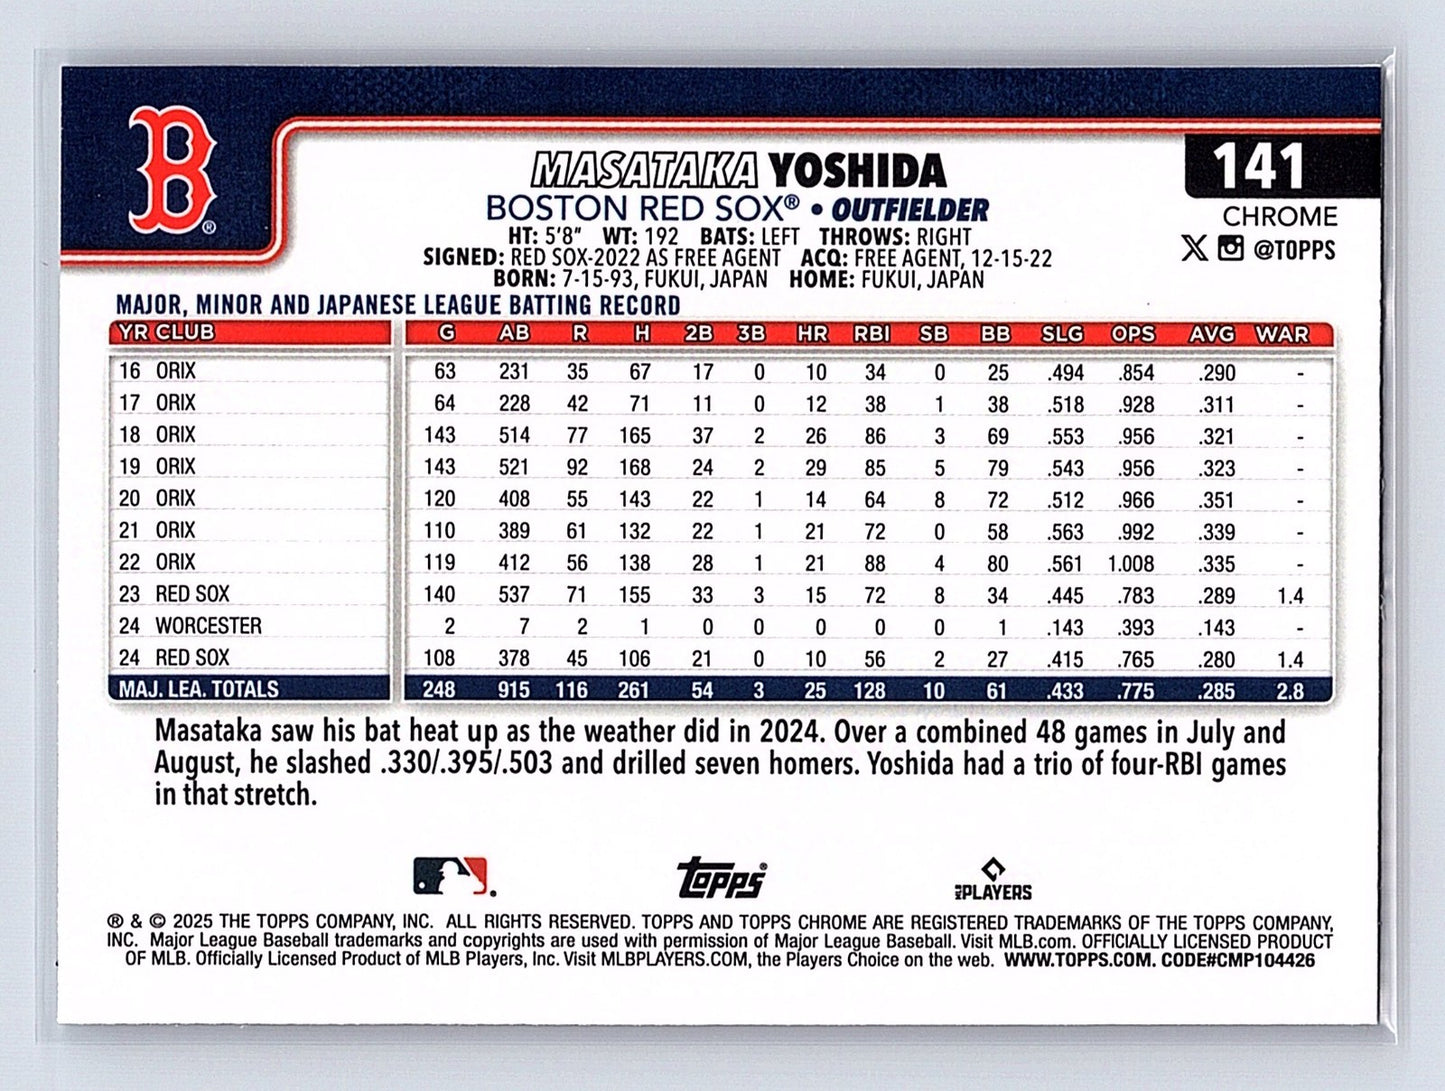 B
®
MASATAKA YOSHIDA
141
BOSTON RED SOX® • OUTFIELDER
CHROME
HT: 5'8" WT: 192 BATS: LEFT THROWS: RIGHT
X @TOPPS
SIGNED: RED SOX-2022 AS FREE AGENT ACQ: FREE AGENT, 12-15-22
BORN: 7-15-93, FUKUI, JAPAN HOME: FUKUI, JAPAN
MAJOR, MINOR AND JAPANESE LEAGUE BATTING RECORD
YR CLUB G AB R H 2B 3B HR RBI SB BB SLG OPS AVG WAR
16 ORIX 63 231 35 67 17 0 10 34 0 25 .494 .854 .290 -
17 ORIX 64 228 42 71 11 0 12 38 1 38 .518 .928 .311 -
18 ORIX 143 514 77 165 37 2 26 86 3 69 .553 .956 .321 -
19 ORIX 143 521 92 168 24 2 29 85 5 79 .543 .956 .323 -
20 ORIX 120 408 55 143 22 1 14 64 8 72 .512 .966 .351 -
21 ORIX 110 389 61 132 22 1 21 72 0 58 .563 .992 .339 -
22 ORIX 119 412 56 138 28 1 21 88 4 80 .561 1.008 .335 -
23 RED SOX 140 537 71 155 33 3 15 72 8 34 .445 .783 .289 1.4
24 WORCESTER 2 7 2 1 0 0 0 0 0 1 .143 .393 .143 -
24 RED SOX 108 378 45 106 21 0 10 56 2 27 .415 .765 .280 1.4
MAJ. LEA. TOTALS 248 915 116 261 54 3 25 128 10 61 .433 .775 .285 2.8
Masataka saw his bat heat up as the weather did in 2024. Over a combined 48 games in July and
August, he slashed .330/.395/.503 and drilled seven homers. Yoshida had a trio of four-RBI games
in that stretch.
Topps®
MLB PLAYERS
® & © 2025 THE TOPPS COMPANY, INC. ALL RIGHTS RESERVED. TOPPS AND TOPPS CHROME ARE REGISTERED TRADEMARKS OF THE TOPPS COMPANY,
INC. Major League Baseball trademarks and copyrights are used with permission of Major League Baseball. Visit MLB.com. OFFICIALLY LICENSED PRODUCT
OF MLB. Officially Licensed Product of MLB Players, Inc. Visit MLBPLAYERS.COM, the Players Choice on the web. WWW.TOPPS.COM. CODE#CMP104426